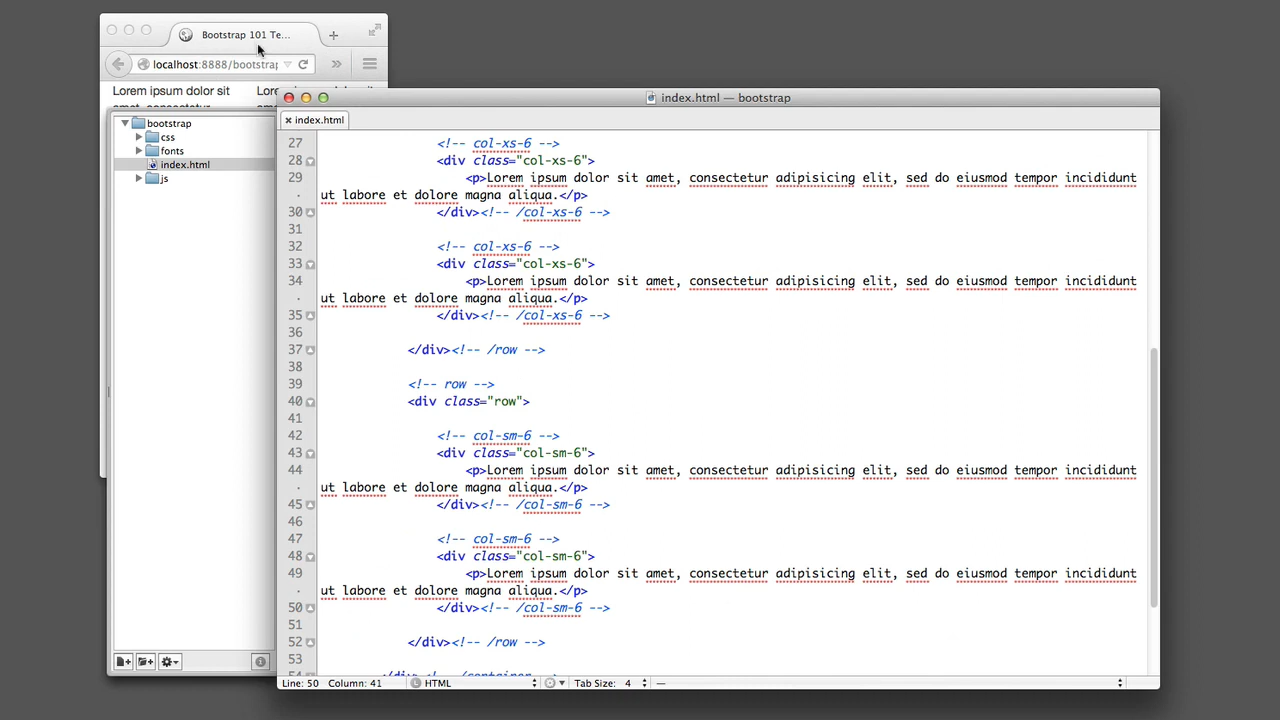 Bootstrap 101 Te...
localhost:8888/bootstrap
Lorem ipsum dolor sit
index.html — bootstrap
bootstrap
css
fonts
index.html
js
index.html
27 <!-- col-xs-6 -->
28 <div class="col-xs-6">
29 <p>Lorem ipsum dolor sit amet, consectetur adipisicing elit, sed do eiusmod tempor incididunt
· ut labore et dolore magna aliqua.</p>
30 </div><!-- /col-xs-6 -->
31
32 <!-- col-xs-6 -->
33 <div class="col-xs-6">
34 <p>Lorem ipsum dolor sit amet, consectetur adipisicing elit, sed do eiusmod tempor incididunt
· ut labore et dolore magna aliqua.</p>
35 </div><!-- /col-xs-6 -->
36
37 </div><!-- /row -->
38
39 <!-- row -->
40 <div class="row">
41
42 <!-- col-sm-6 -->
43 <div class="col-sm-6">
44 <p>Lorem ipsum dolor sit amet, consectetur adipisicing elit, sed do eiusmod tempor incididunt
· ut labore et dolore magna aliqua.</p>
45 </div><!-- /col-sm-6 -->
46
47 <!-- col-sm-6 -->
48 <div class="col-sm-6">
49 <p>Lorem ipsum dolor sit amet, consectetur adipisicing elit, sed do eiusmod tempor incididunt
· ut labore et dolore magna aliqua.</p>
50 </div><!-- /col-sm-6 -->
51
52 </div><!-- /row -->
53
Line: 50 Column: 41 HTML Tab Size: 4 —